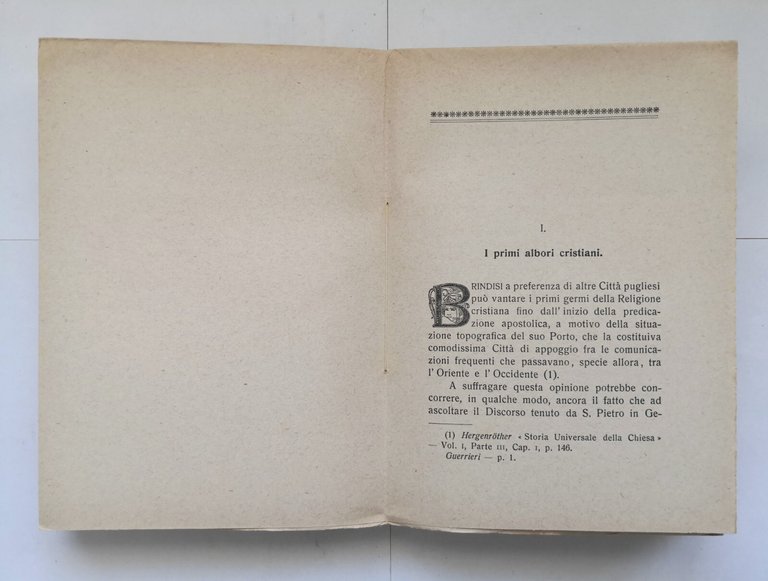 I.
I primi albori cristiani.
BRINDISI a preferenza di altre Città pugliesi
può vantare i primi germi della Religione
cristiana fino dall' inizio della predica-
zione apostolica, a motivo della situa-
zione topografica del suo Porto, che la costituiva
comodissima Città di appoggio fra le comunica-
zioni frequenti che passavano, specie allora, tra
l' Oriente e l' Occidente (1).
A suffragare questa opinione potrebbe con-
correre, in qualche modo, ancora il fatto che ad
ascoltare il Discorso tenuto da S. Pietro in Ge-
(1) Hergenröther « Storia Universale della Chiesa »
— Vol. I, Parte III, Cap. I, p. 146.
Guerrieri — p. 1.